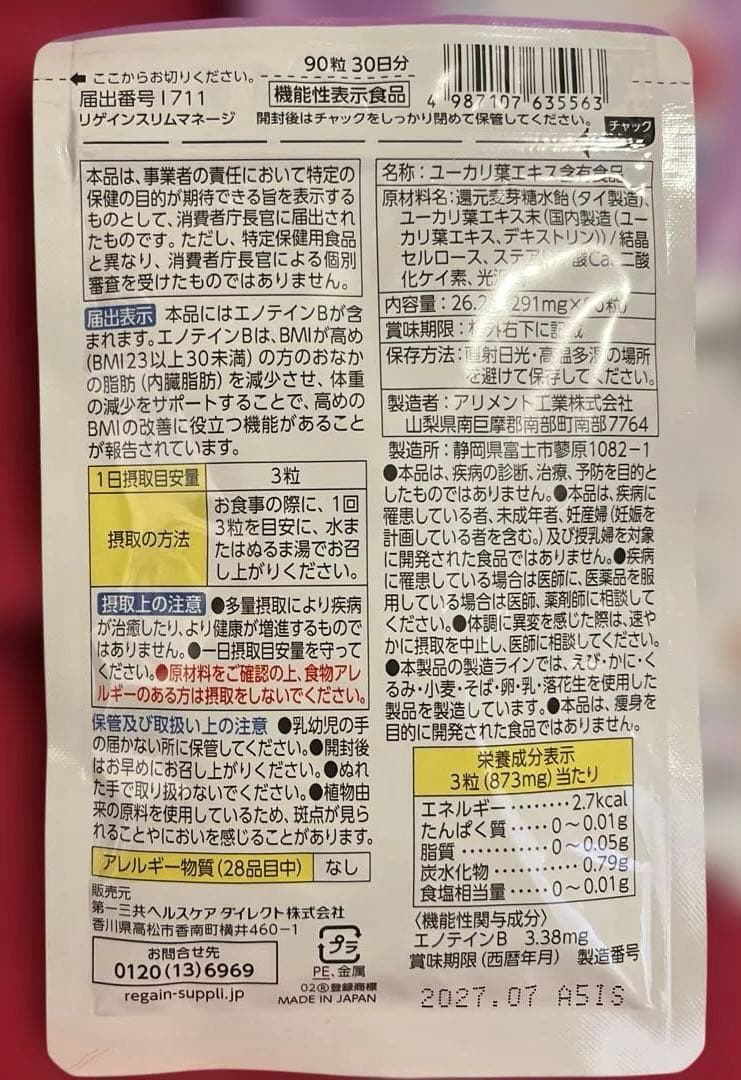 ここからお切りください。
90粒 30日分
届出番号I711
機能性表示食品
4 987107 635563
リゲインスリムマネージ
開封後はチャックをしっかり閉めて保管してください。
チャック
本品は、事業者の責任において特定の
保健の目的が期待できる旨を表示する
ものとして、消費者庁長官に届出され
たものです。ただし、特定保健用食品
と異なり、消費者庁長官による個別
審査を受けたものではありません。
届出表示 本品にはエノテインBが含
まれます。エノテインBは、BMIが高め
(BMI23以上30未満)の方のおなか
の脂肪(内臓脂肪)を減少させ、体重
の減少をサポートすることで、高めの
BMIの改善に役立つ機能があること
が報告されています。
1日摂取目安量 3粒
摂取の方法
お食事の際に、1回
3粒を目安に、水ま
たはぬるま湯でお召
し上がりください。
摂取上の注意 ●多量摂取により疾病
が治癒したり、より健康が増進するもので
はありません。●一日摂取目安量を守って
ください。●原材料をご確認の上、食物アレ
ルギーのある方は摂取をしないでください。
保管及び取扱い上の注意 ●乳幼児の手
の届かない所に保管してください。●開封後
はお早めにお召し上がりください。●ぬれ
た手で取り扱わないでください。●植物由
来の原料を使用しているため、斑点が見ら
れることやにおいを感じることがあります。
アレルギー物質(28品目中) なし
販売元
第一三共ヘルスケア ダイレクト株式会社
香川県高松市香南町横井460-1
お問合せ先
0120(13)6969
regain-suppli.jp
プラ
PE、金属
02®登録商標
MADE IN JAPAN
名称：ユーカリ葉エキス含有食品
原材料名：還元麦芽糖水飴(タイ製造)、
ユーカリ葉エキス末(国内製造(ユー
カリ葉エキス、デキストリン))/結晶
セルロース、ステア 酸Ca、二酸
化ケイ素、光沢
内容量：26.2 291mg× 0粒)
賞味期限：枠外右下に記載
保存方法：直射日光・高温多湿の場所
を避けて保存してください。
製造者：アリメント工業株式会社
山梨県南巨摩郡南部町南部7764
製造所：静岡県富士市蓼原1082-1
●本品は、疾病の診断、治療、予防を目的と
したものではありません。●本品は、疾病に
罹患している者、未成年者、妊産婦(妊娠を
計画している者を含む。)及び授乳婦を対象
に開発された食品ではありません。●疾病
に罹患している場合は医師に、医薬品を服
用している場合は医師、薬剤師に相談して
ください。●体調に異変を感じた際は、速や
かに摂取を中止し、医師に相談してください。
●本製品の製造ラインでは、えび・かに・く
るみ・小麦・そば・卵・乳・落花生を使用した
製品を製造しています。●本品は、痩身を
目的に開発された食品ではありません。
栄養成分表示
3粒(873mg)当たり
エネルギー………2.7kcal
たんぱく質……0～0.01g
脂質…………0～0.05g
炭水化物…………0.79g
食塩相当量……0～0.01g
〈機能性関与成分〉
エノテインB 3.38mg
賞味期限(西暦年月) 製造番号
2027.07 A51S